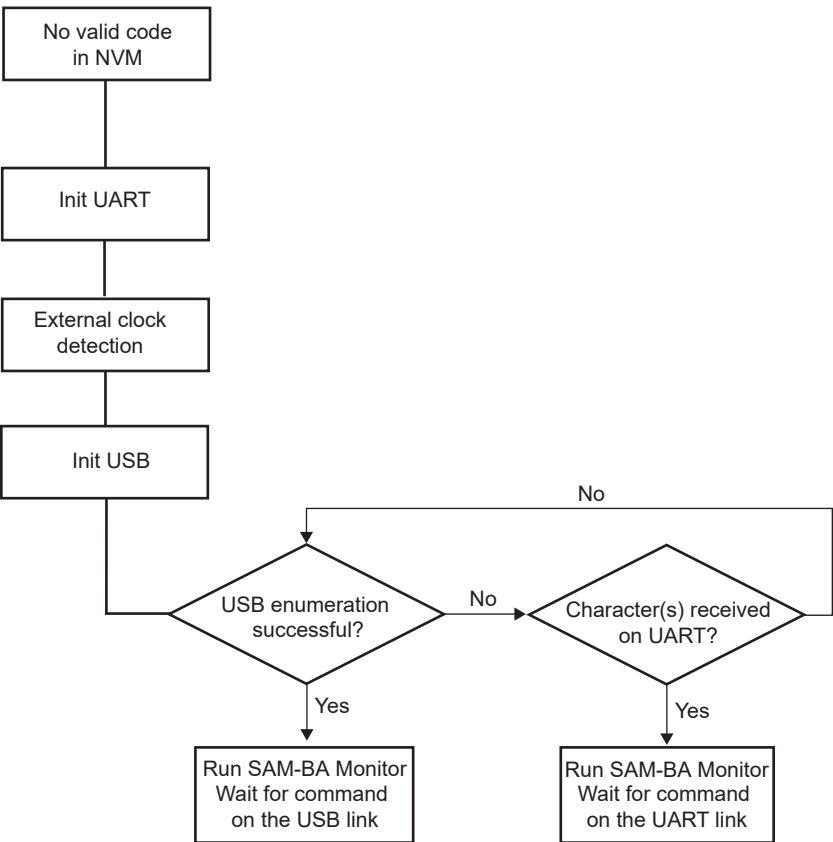 No valid code
in NVM
Init UART
External clock
detection
Init USB
No
USB enumeration
successful?
No
Character(s) received
on UART?
Yes
Yes
Run SAM-BA Monitor
Wait for command
on the USB link
Run SAM-BA Monitor
Wait for command
on the UART link